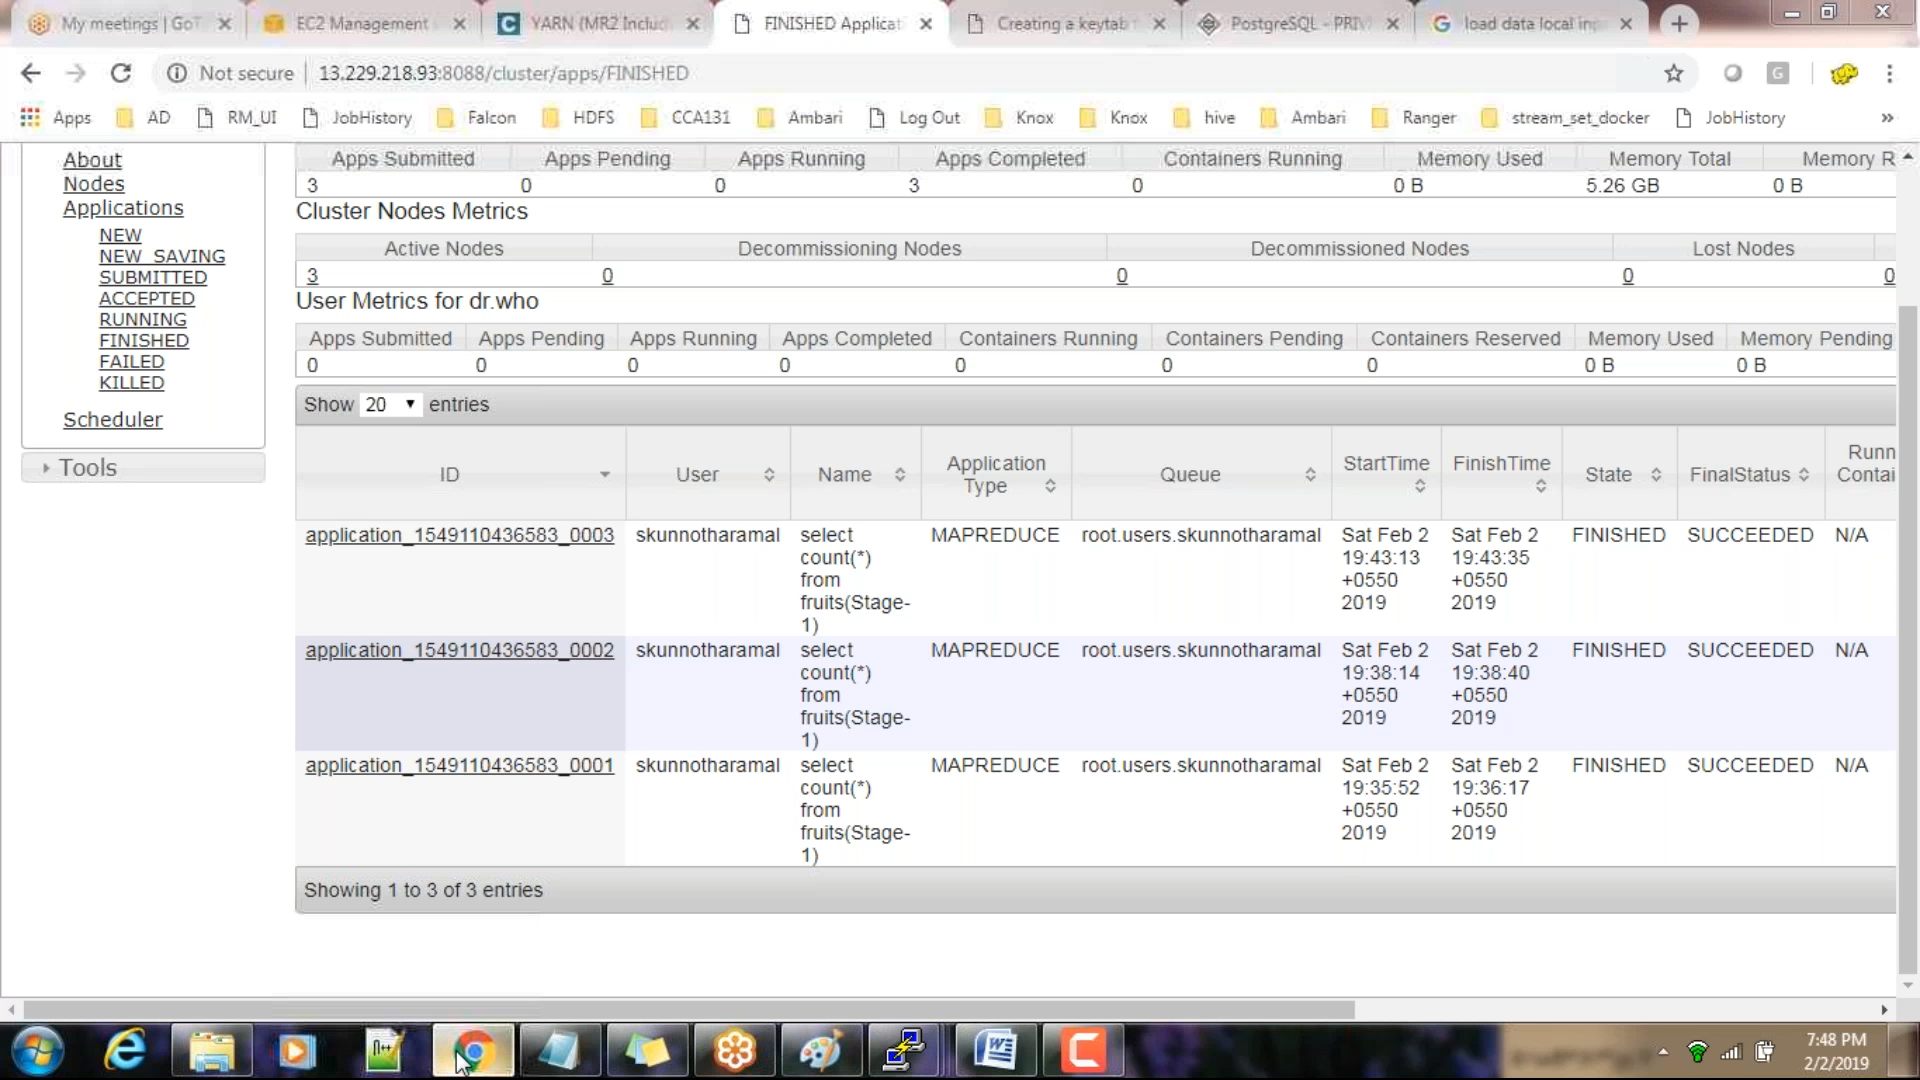 My meetings | GoT
EC2 Management
YARN (MR2 Includ
FINISHED Applicat
Creating a keytab f
PostgreSQL - PRIV
load data local inp
Not secure | 13.229.218.93:8088/cluster/apps/FINISHED
Apps AD RM_UI JobHistory Falcon HDFS CCA131 Ambari Log Out Knox Knox hive Ambari Ranger stream_set_docker JobHistory »
About
Nodes
Applications
NEW
NEW_SAVING
SUBMITTED
ACCEPTED
RUNNING
FINISHED
FAILED
KILLED
Scheduler
Tools
Apps Submitted Apps Pending Apps Running Apps Completed Containers Running Memory Used Memory Total Memory R
3 0 0 3 0 0 B 5.26 GB 0 B
Cluster Nodes Metrics
Active Nodes Decommissioning Nodes Decommissioned Nodes Lost Nodes
3 0 0 0 0
User Metrics for dr.who
Apps Submitted Apps Pending Apps Running Apps Completed Containers Running Containers Pending Containers Reserved Memory Used Memory Pending
0 0 0 0 0 0 0 0 B 0 B
Show 20 entries
ID User Name Application Type Queue StartTime FinishTime State FinalStatus Runn Contai
application_1549110436583_0003 skunnotharamal select MAPREDUCE root.users.skunnotharamal Sat Feb 2 Sat Feb 2 FINISHED SUCCEEDED N/A
count(*) 19:43:13 19:43:35
from +0550 +0550
fruits(Stage- 2019 2019
1)
application_1549110436583_0002 skunnotharamal select MAPREDUCE root.users.skunnotharamal Sat Feb 2 Sat Feb 2 FINISHED SUCCEEDED N/A
count(*) 19:38:14 19:38:40
from +0550 +0550
fruits(Stage- 2019 2019
1)
application_1549110436583_0001 skunnotharamal select MAPREDUCE root.users.skunnotharamal Sat Feb 2 Sat Feb 2 FINISHED SUCCEEDED N/A
count(*) 19:35:52 19:36:17
from +0550 +0550
fruits(Stage- 2019 2019
1)
Showing 1 to 3 of 3 entries
7:48 PM
2/2/2019